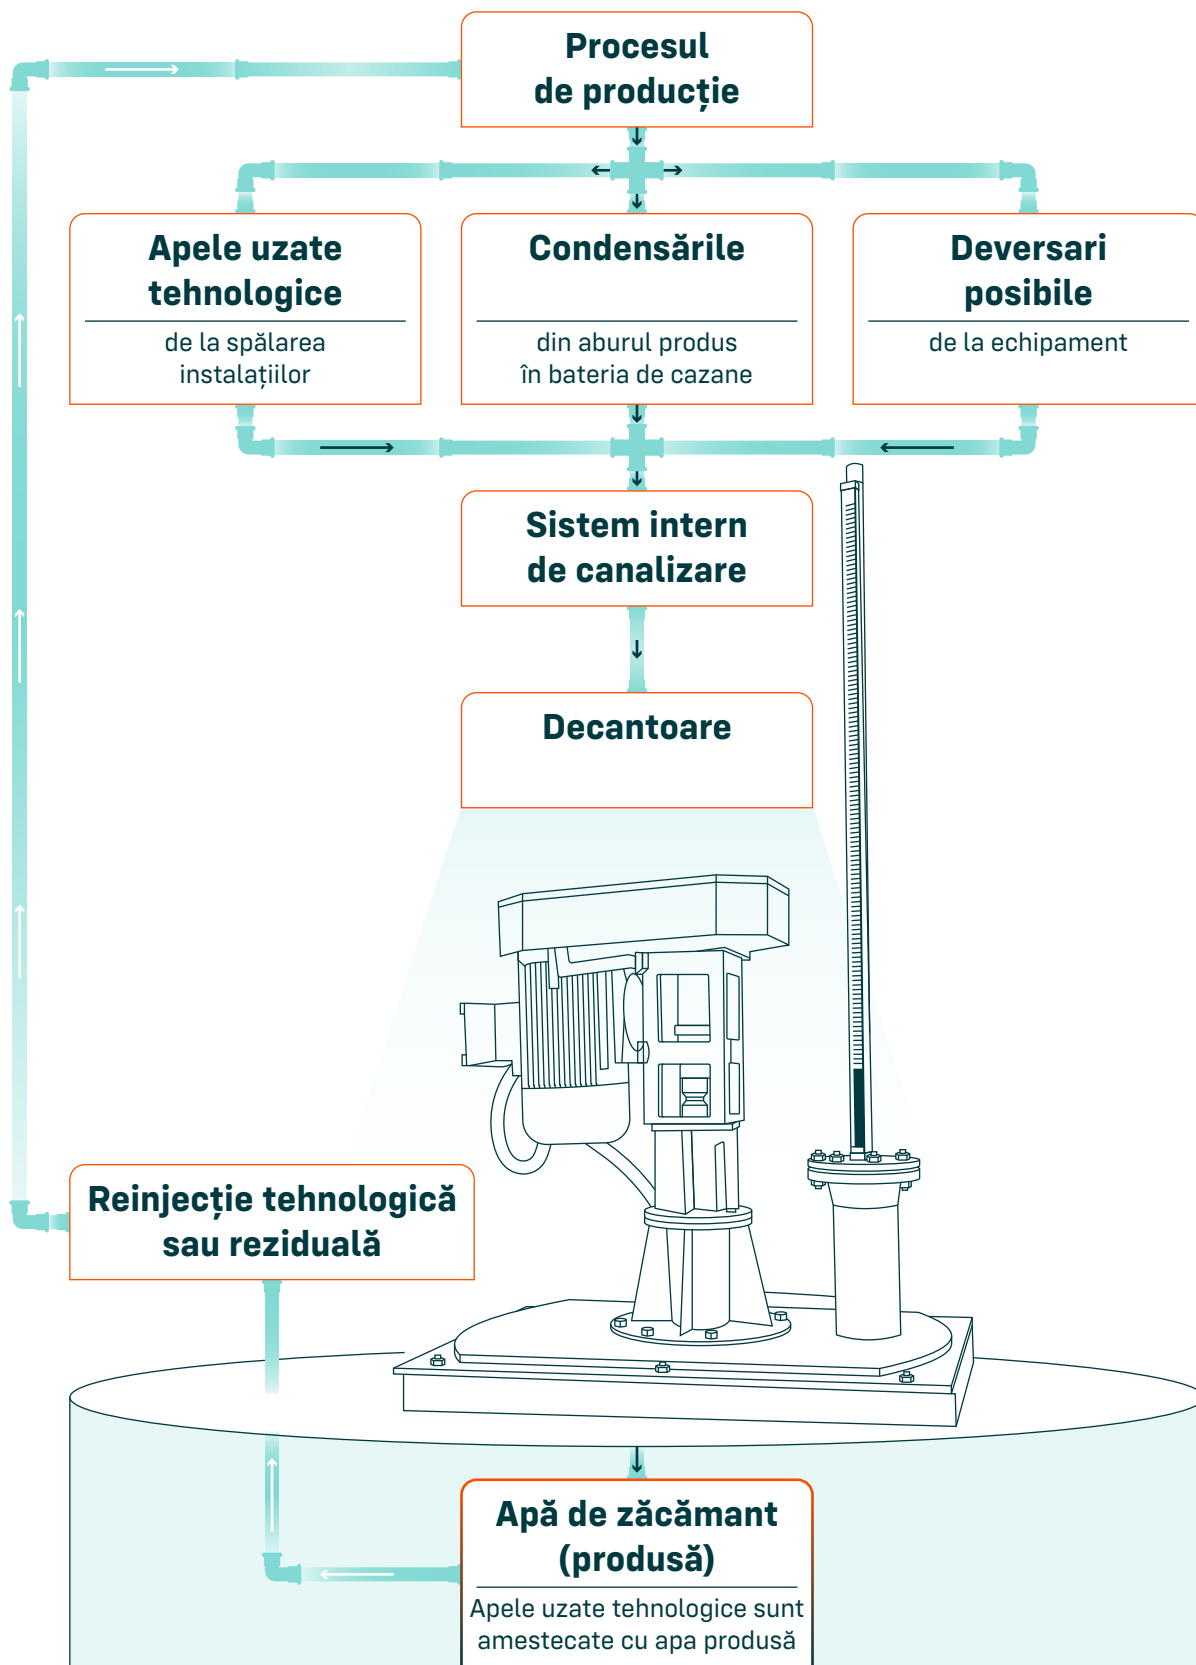 Procesul
de producție
Apele uzate
tehnologice
de la spălarea
instalațiilor
Condensările
din aburul produs
în bateria de cazane
Deversari
posibile
de la echipament
Sistem intern
de canalizare
Decantoare
Reinjecție tehnologică
sau reziduală
Apă de zăcămant
(produsă)
Apele uzate tehnologice sunt
amestecate cu apa produsă